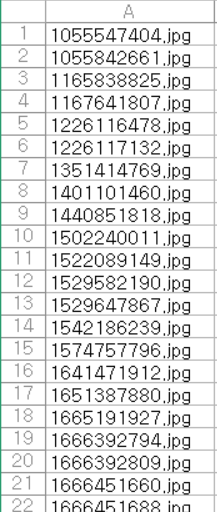 A
1 1055547404.jpg
2 1055842661.jpg
3 1165838825.jpg
4 1167641807.jpg
5 1226116478.jpg
6 1226117132.jpg
7 1351414769.jpg
8 1401101460.jpg
9 1440851818.jpg
10 1502240011.jpg
11 1522089149.jpg
12 1529582190.jpg
13 1529647867.jpg
14 1542186239.jpg
15 1574757796.jpg
16 1641471912.jpg
17 1651387880.jpg
18 1665191927.jpg
19 1666392794.jpg
20 1666392809.jpg
21 1666451660.jpg
22 1666451688.jpg